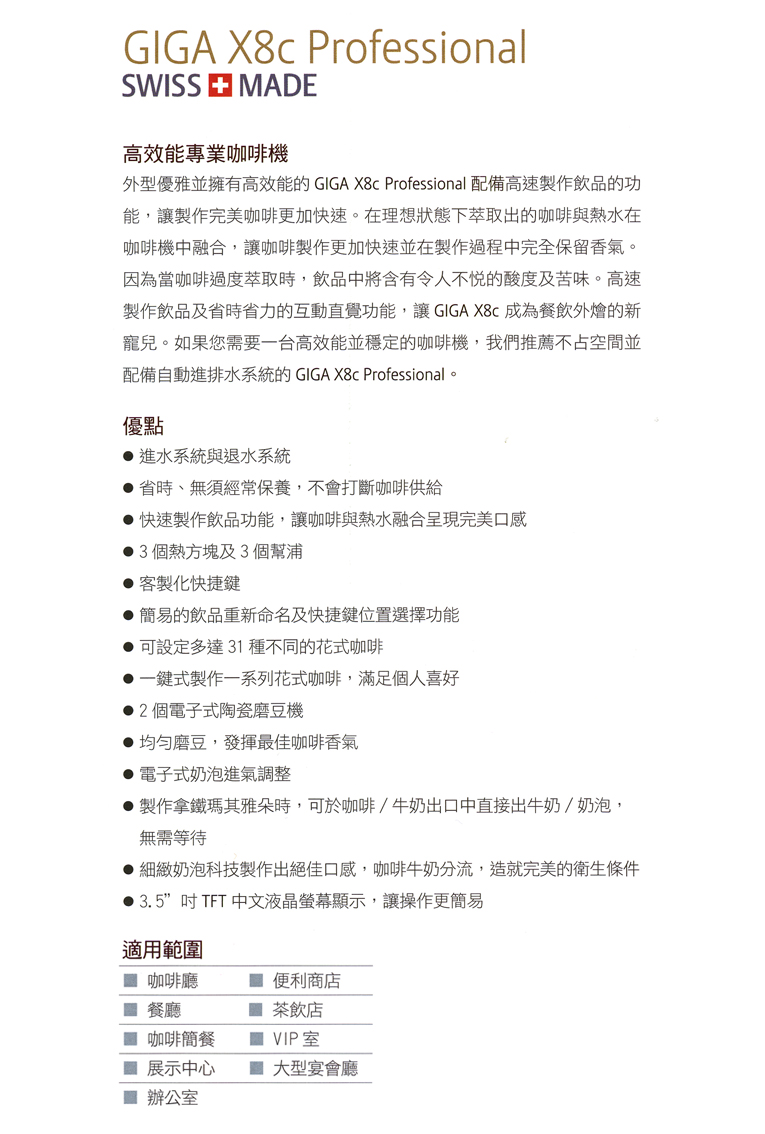 GIGA X8c Professional
SWISS MADE
高效能專業咖啡機
外型優雅並擁有高效能的 GIGA X8c Professional 配備高速製作飲品的功
能，讓製作完美咖啡更加快速。在理想狀態下萃取出的咖啡與熱水在
咖啡機中融合，讓咖啡製作更加快速並在製作過程中完全保留香氣。
因為當咖啡過度萃取時，飲品中將含有令人不悦的酸度及苦味。高速
製作飲品及省時省力的互動直覺功能，讓 GIGA X8c 成為餐飲外燴的新
寵兒。如果您需要一台高效能並穩定的咖啡機，我們推薦不占空間並
配備自動進排水系統的 GIGA X8c Professional。
優點
● 進水系統與退水系統
● 省時、無須經常保養，不會打斷咖啡供給
● 快速製作飲品功能，讓咖啡與熱水融合呈現完美口感
● 3 個熱方塊及 3 個幫浦
● 客製化快捷鍵
● 簡易的飲品重新命名及快捷鍵位置選擇功能
● 可設定多達 31 種不同的花式咖啡
● 一鍵式製作一系列花式咖啡，滿足個人喜好
● 2 個電子式陶瓷磨豆機
● 均勻磨豆，發揮最佳咖啡香氣
● 電子式奶泡進氣調整
● 製作拿鐵瑪其雅朵時，可於咖啡 / 牛奶出口中直接出牛奶 / 奶泡，
無需等待
● 細緻奶泡科技製作出絕佳口感，咖啡牛奶分流，造就完美的衛生條件
● 3.5” 吋 TFT 中文液晶螢幕顯示，讓操作更簡易
適用範圍
■ 咖啡廳 ■ 便利商店
■ 餐廳 ■ 茶飲店
■ 咖啡簡餐 ■ VIP 室
■ 展示中心 ■ 大型宴會廳
■ 辦公室